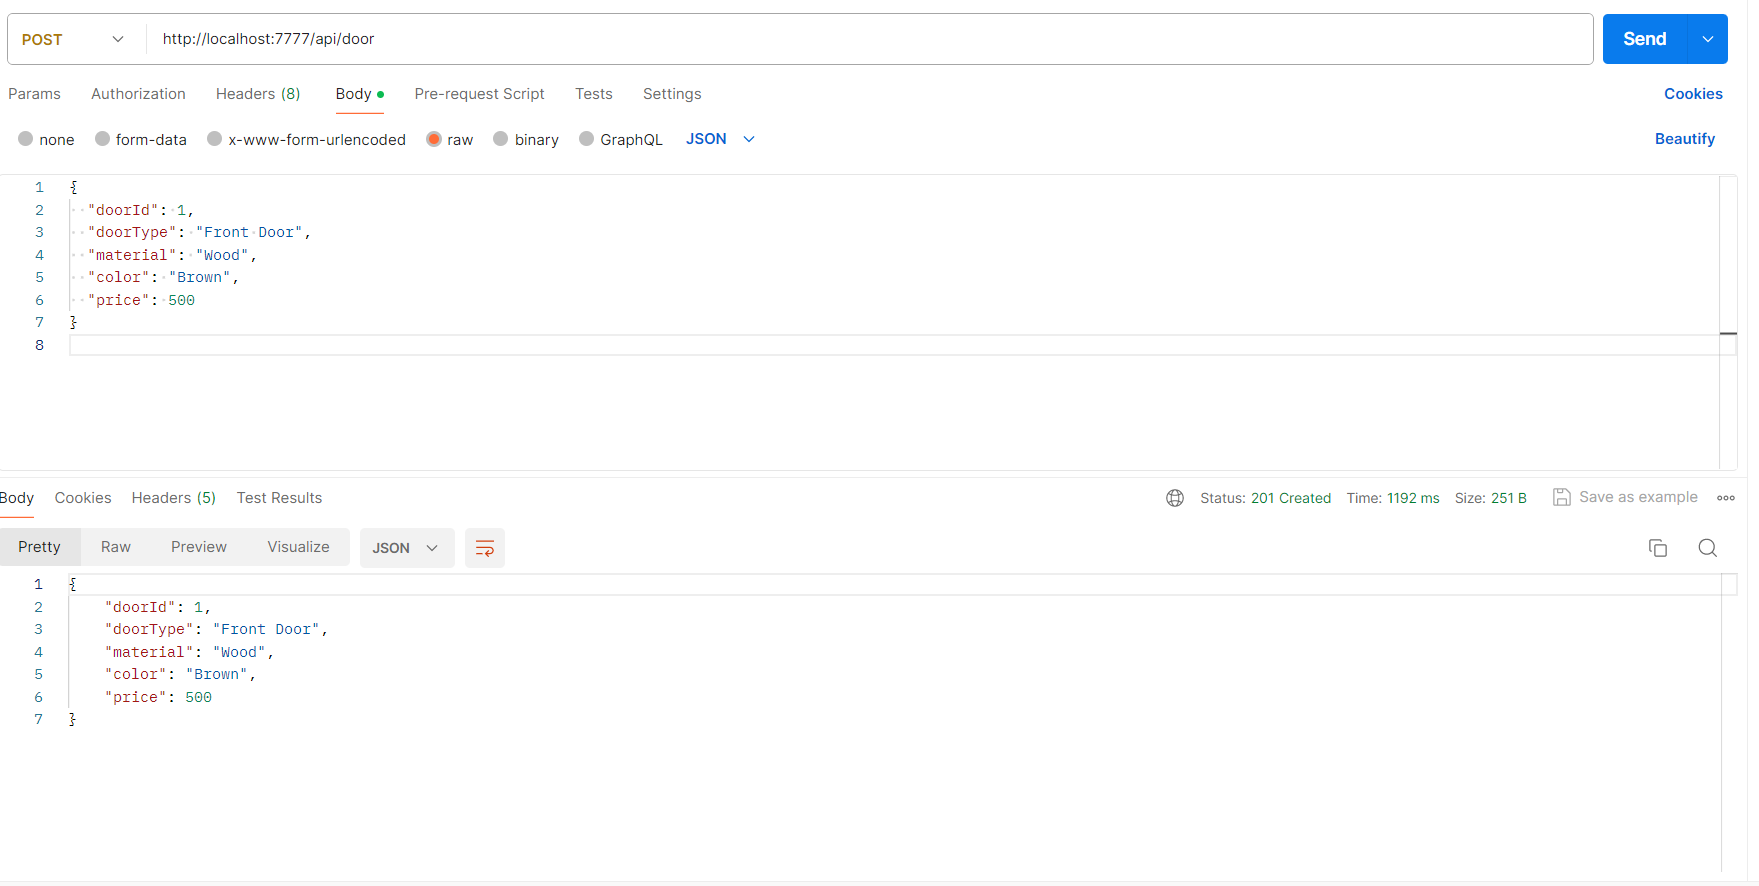 POST http://localhost:7777/api/door Send
Params Authorization Headers (8) Body Pre-request Script Tests Settings Cookies
none form-data x-www-form-urlencoded raw binary GraphQL JSON Beautify
1 {
2 "doorId": 1,
3 "doorType": "Front Door",
4 "material": "Wood",
5 "color": "Brown",
6 "price": 500
7 }
8
Body Cookies Headers (5) Test Results Status: 201 Created Time: 1192 ms Size: 251 B Save as example
Pretty Raw Preview Visualize JSON
1 {
2 "doorId": 1,
3 "doorType": "Front Door",
4 "material": "Wood",
5 "color": "Brown",
6 "price": 500
7 }